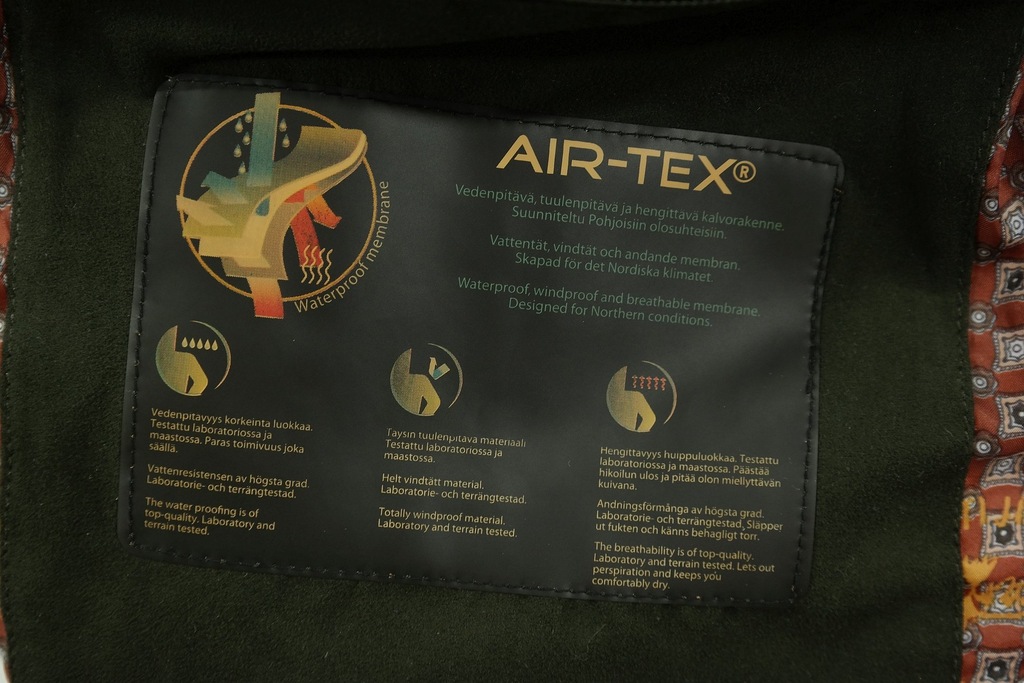 AIR-TEX®
Vedenpitävä, tuulenpitävä ja hengittävä kalvorakenne.
Suunniteltu Pohjoisiin olosuhteisiin.
Vattentät, vindtät och andande membran.
Skapad för det Nordiska klimatet.
Waterproof, windproof and breathable membrane.
Designed for Northern conditions.
Waterproof membrane
Vedenpitävyys korkeinta luokkaa.
Testattu laboratoriossa ja
maastossa. Paras toimivuus joka
säällä.
Vattenresistensen av högsta grad.
Laboratorie- och terrängtestad.
The water proofing is of
top-quality. Laboratory and
terrain tested.
Täysin tuulenpitävä materiaali
Testattu laboratoriossa ja
maastossa.
Helt vindtätt material.
Laboratorie- och terrängtestad.
Totally windproof material.
Laboratory and terrain tested.
Hengittävyys huippuluokkaa. Testattu
laboratoriossa ja maastossa. Päästää
hikoilun ulos ja pitää olon miellyttävän
kuivana.
Andningsförmånga av högsta grad.
Laboratorie- och terrängtestad. Släpper
ut fukten och känns behagligt torr.
The breathability is of top-quality.
Laboratory and terrain tested. Lets out
perspiration and keeps you
comfortably dry.